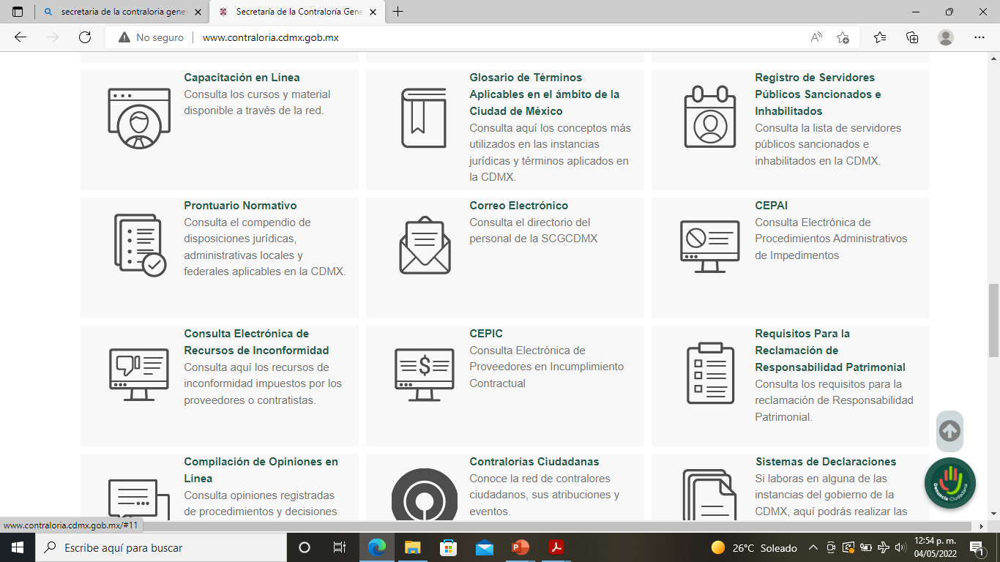 secretaria de la contraloria gener
Secretaría de la Contraloría Gene
No seguro
www.contraloria.cdmx.gob.mx
Capacitación en Línea
Consulta los cursos y material
disponible a través de la red.
Glosario de Términos
Aplicables en el ámbito de la
Ciudad de México
Consulta aquí los conceptos más
utilizados en las instancias
jurídicas y términos aplicados en
la CDMX.
Registro de Servidores
Públicos Sancionados e
Inhabilitados
Consulta la lista de servidores
públicos sancionados e
inhabilitados en la CDMX.
Prontuario Normativo
Consulta el compendio de
disposiciones jurídicas,
administrativas locales y
federales aplicables en la CDMX.
Correo Electrónico
Consulta el directorio del
personal de la SCGCDMX
CEPAI
Consulta Electrónica de
Procedimientos Administrativos
de Impedimentos
Consulta Electrónica de
Recursos de Inconformidad
Consulta aquí los recursos de
inconformidad impuestos por los
proveedores o contratistas.
CEPIC
Consulta Electrónica de
Proveedores en Incumplimiento
Contractual
Requisitos Para la
Reclamación de
Responsabilidad Patrimonial
Consulta los requisitos para la
reclamación de Responsabilidad
Patrimonial.
Compilación de Opiniones en
Línea
Consulta opiniones registradas
de procedimientos y decisiones
Contralorías Ciudadanas
Conoce la red de contralores
ciudadanos, sus atribuciones y
eventos.
Sistemas de Declaraciones
Si laboras en alguna de las
instancias del gobierno de la
CDMX, aquí podrás realizar las
Denuncia Ciudadana
www.contraloria.cdmx.gob.mx/#11
Escribe aquí para buscar
26°C Soleado
12:54 p. m.
04/05/2022
1